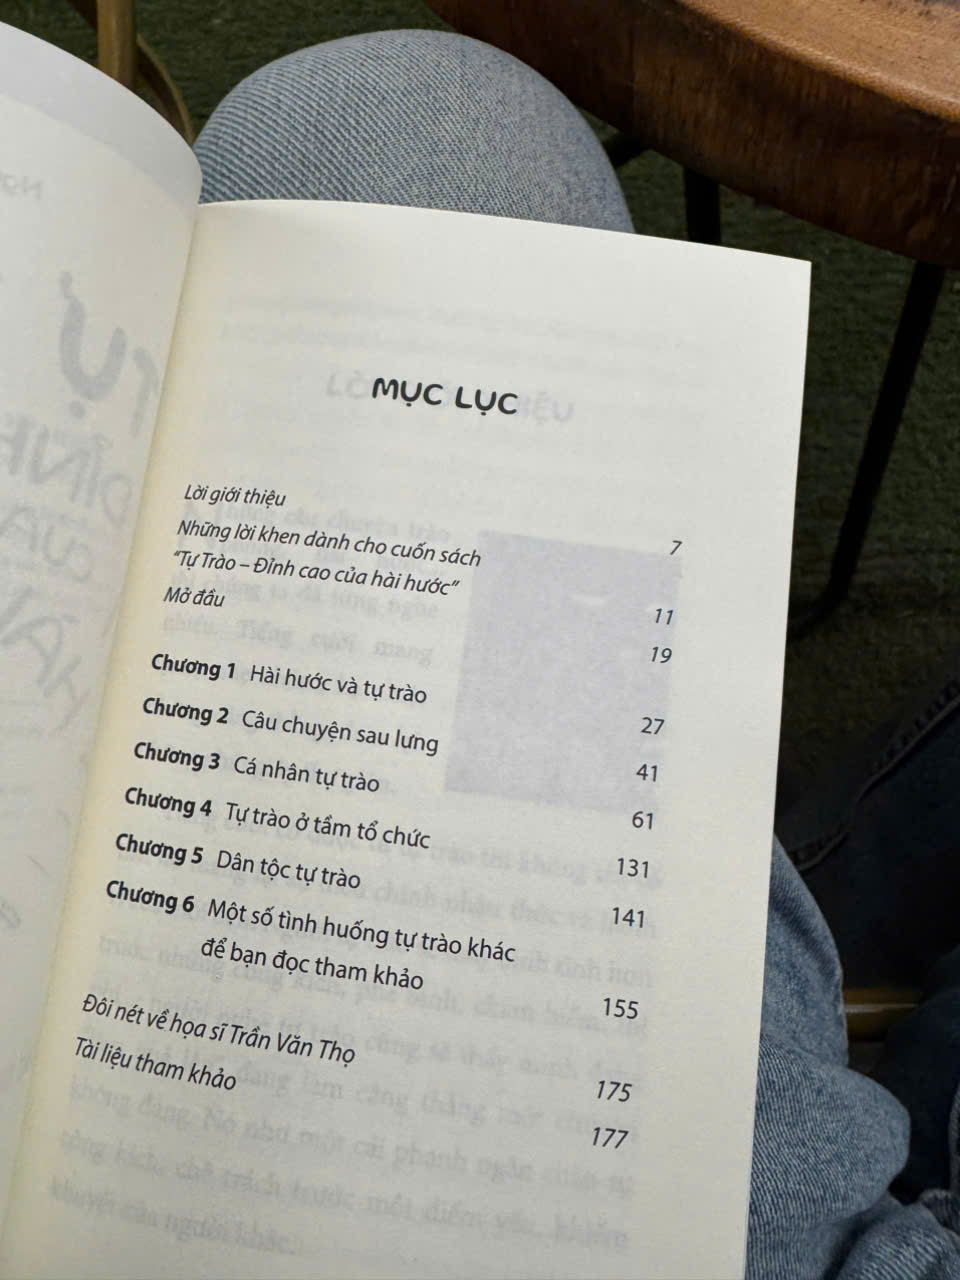 MỤC LỤC
Lời giới thiệu 7
Những lời khen dành cho cuốn sách
“Tự Trào – Đỉnh cao của hài hước” 11
Mở đầu 19
Chương 1 Hài hước và tự trào 27
Chương 2 Câu chuyện sau lưng 41
Chương 3 Cá nhân tự trào 61
Chương 4 Tự trào ở tầm tổ chức 131
Chương 5 Dân tộc tự trào 141
Chương 6 Một số tình huống tự trào khác
để bạn đọc tham khảo 155
Đôi nét về họa sĩ Trần Văn Thọ 175
Tài liệu tham khảo 177